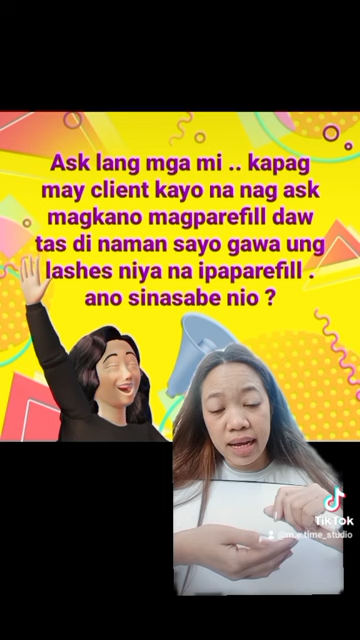 Ask lang mga mi .. kapag
may client kayo na nag ask
magkano magparefill daw
tas di naman sayo gawa ung
lashes niya na ipaparefill .
ano sinasabe nio ?
TikTok